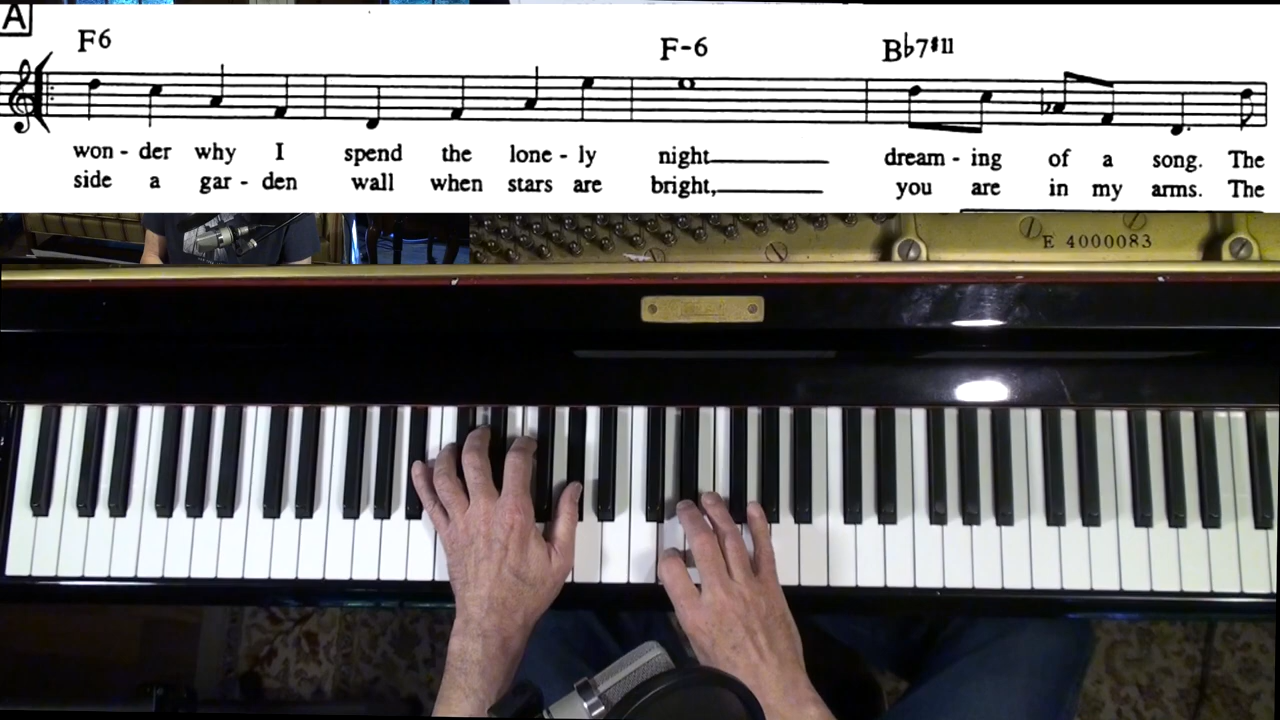 A
F6 F-6 Bb7#11
won - der why I spend the lone - ly night dream - ing of a song. The
side a gar - den wall when stars are bright, you are in my arms. The
E 4000083